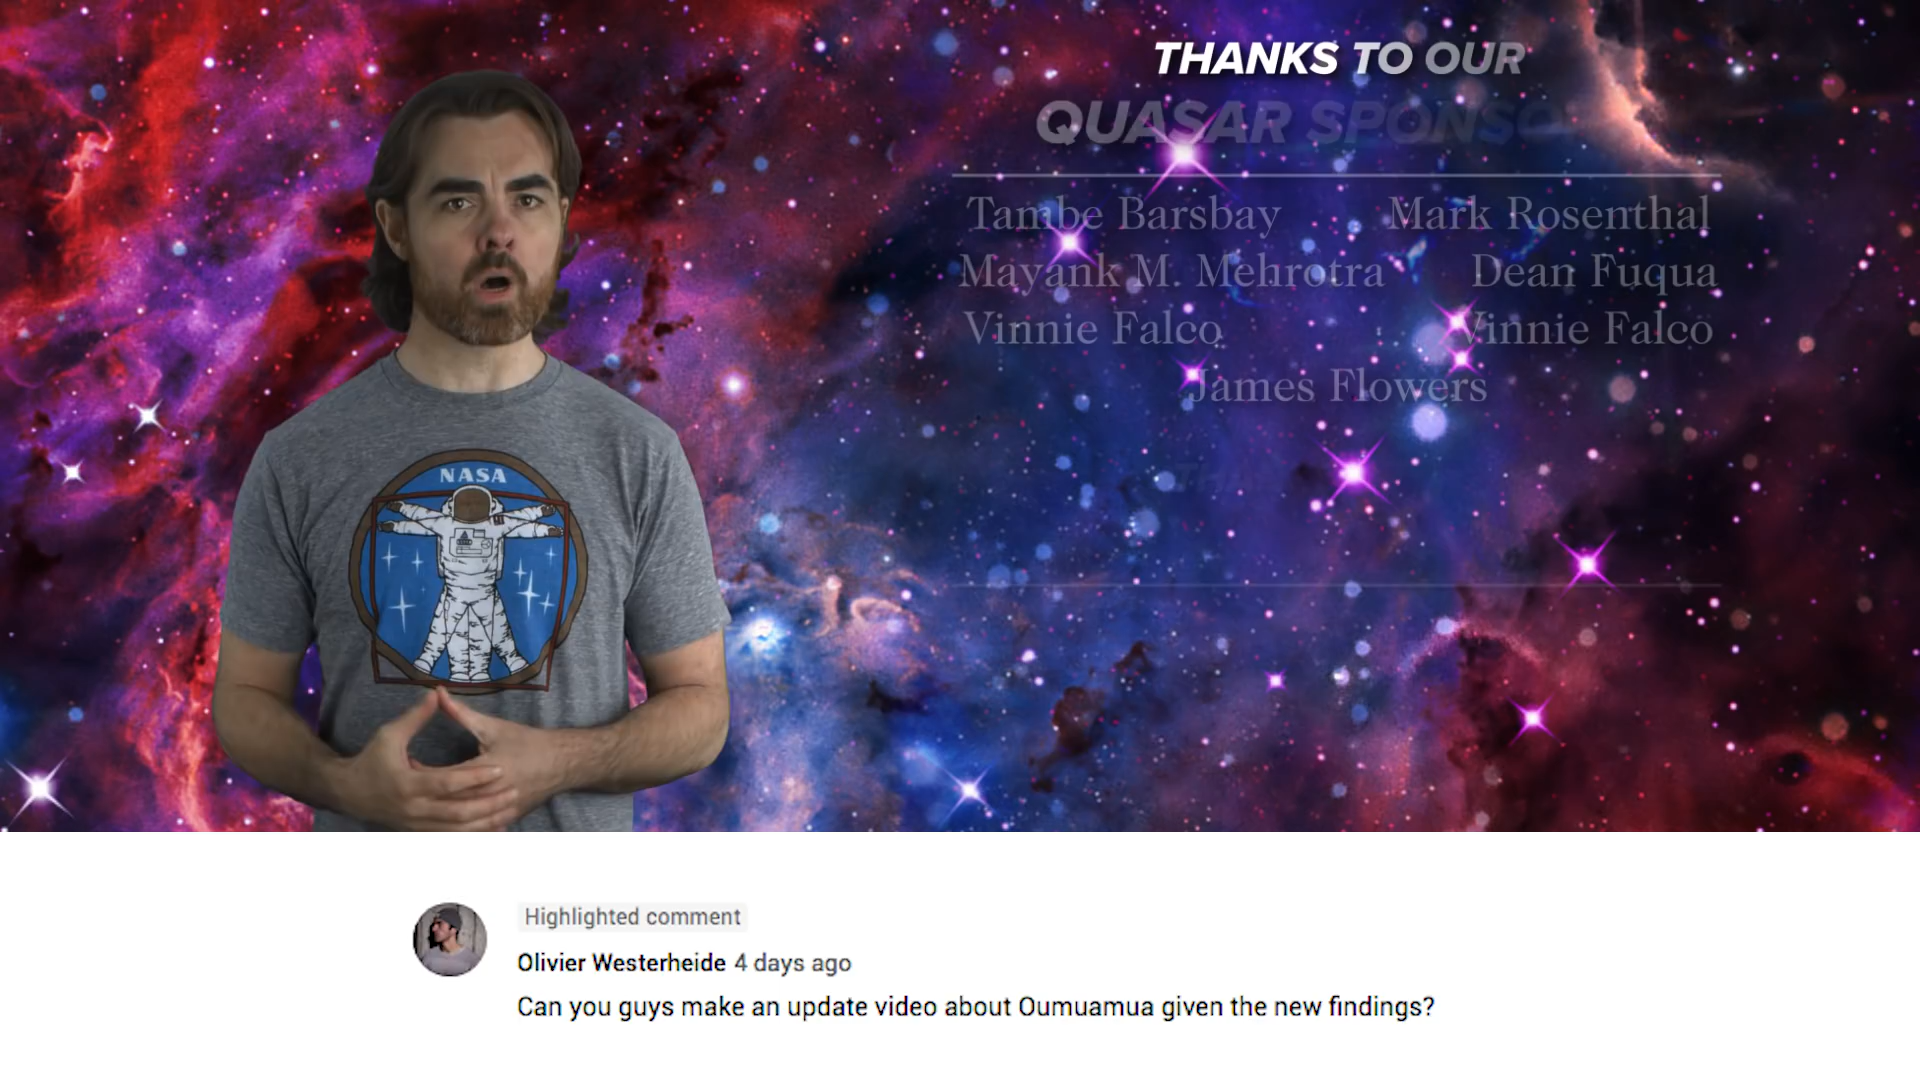 THANKS TO OUR
QUASAR SPONSO
Tambe Barsbay Mark Rosenthal
Mayank M. Mehrotra Dean Fuqua
Vinnie Falco Vinnie Falco
James Flowers
NASA
Highlighted comment
Olivier Westerheide 4 days ago
Can you guys make an update video about Oumuamua given the new findings?